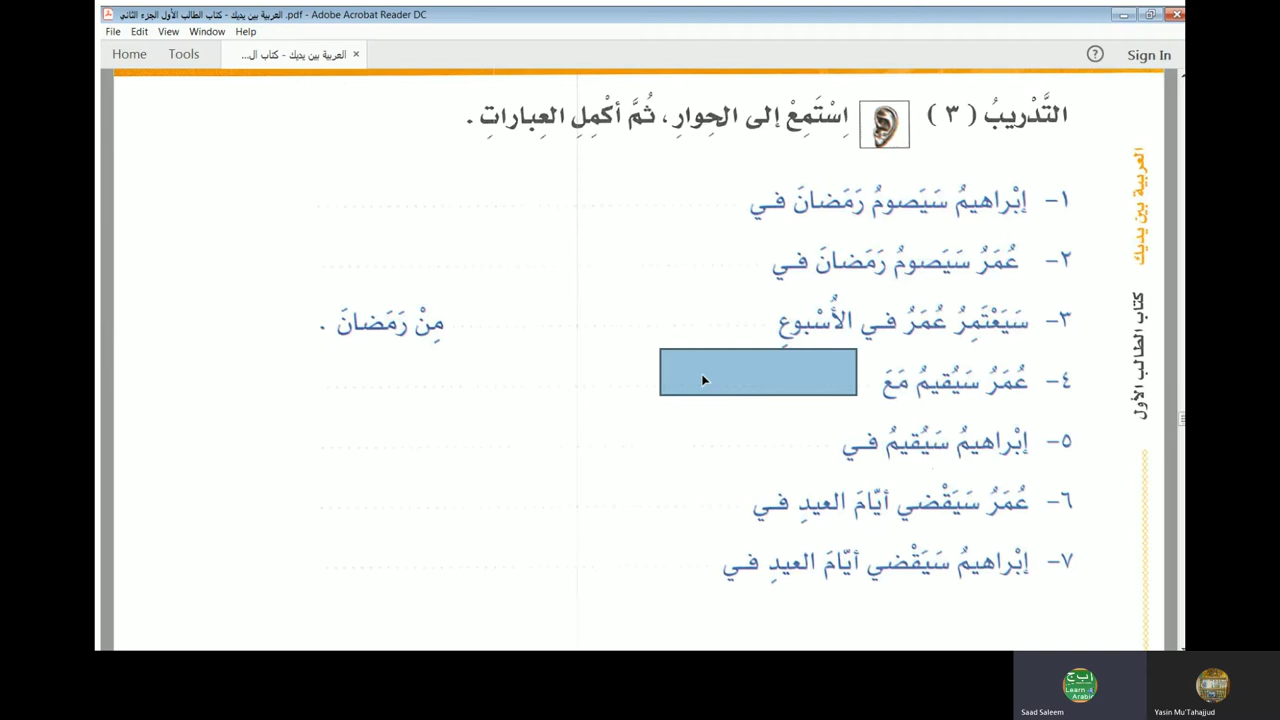 العربية بين يديك - كتاب الطالب الأول الجزء الثاني .pdf - Adobe Acrobat Reader DC
File Edit View Window Help
Home Tools العربية بين يديك - كتاب ال... × ? Sign In
التَّدْريبُ ( ٣ ) اِسْتَمِعْ إلى الحِوارِ ، ثُمَّ أكْمِلِ العِباراتِ .
١- إبْراهيمُ سَيَصومُ رَمَضانَ في
٢- عُمَرُ سَيَصومُ رَمَضانَ في
٣- سَيَعْتَمِرُ عُمَرُ في الأُسْبوعِ مِنْ رَمَضانَ .
٤- عُمَرُ سَيُقيمُ مَعَ
٥- إبْراهيمُ سَيُقيمُ في
٦- عُمَرُ سَيَقْضي أيّامَ العيدِ في
٧- إبْراهيمُ سَيَقْضي أيّامَ العيدِ في
العربية بين يديك
كتاب الطالب الأول
ا ب ج
Learn
Arabic
Saad Saleem
Yasin Mu'Tahajjud